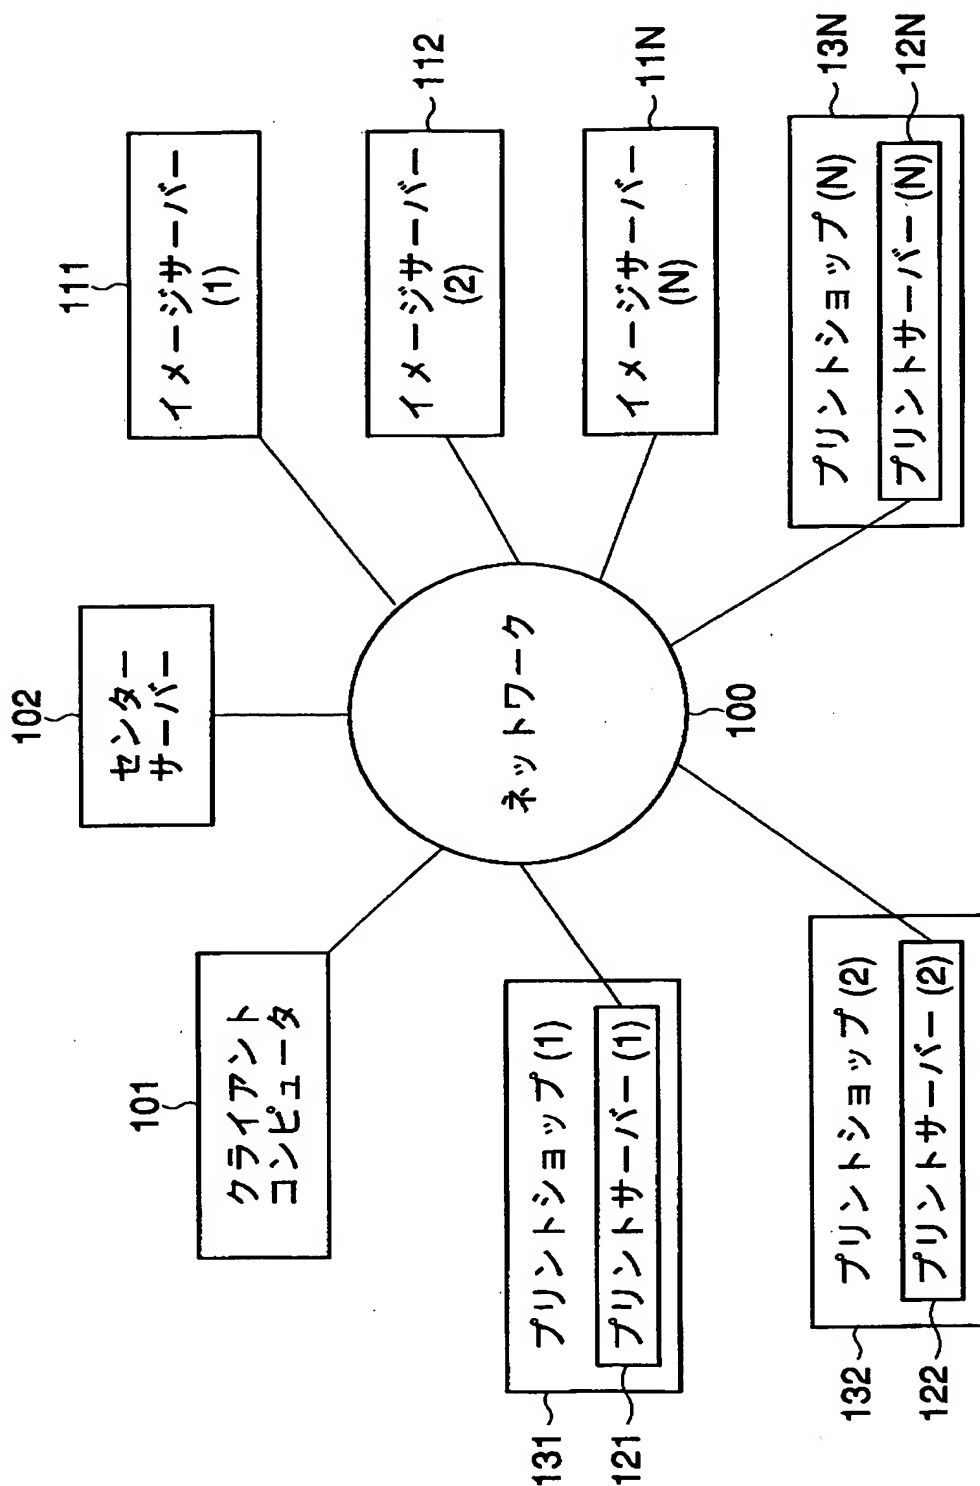 102
センター
サーバー
101
クライアント
コンピュータ
111
イメージサーバー
(1)
イメージサーバー
(2)
112
イメージサーバー
(N)
11N
ネットワーク
100
131
プリントショップ (1)
121
プリントサーバー (1)
132
プリントショップ (2)
122
プリントサーバー (2)
プリントショップ (N)
13N
プリントサーバー (N)
12N